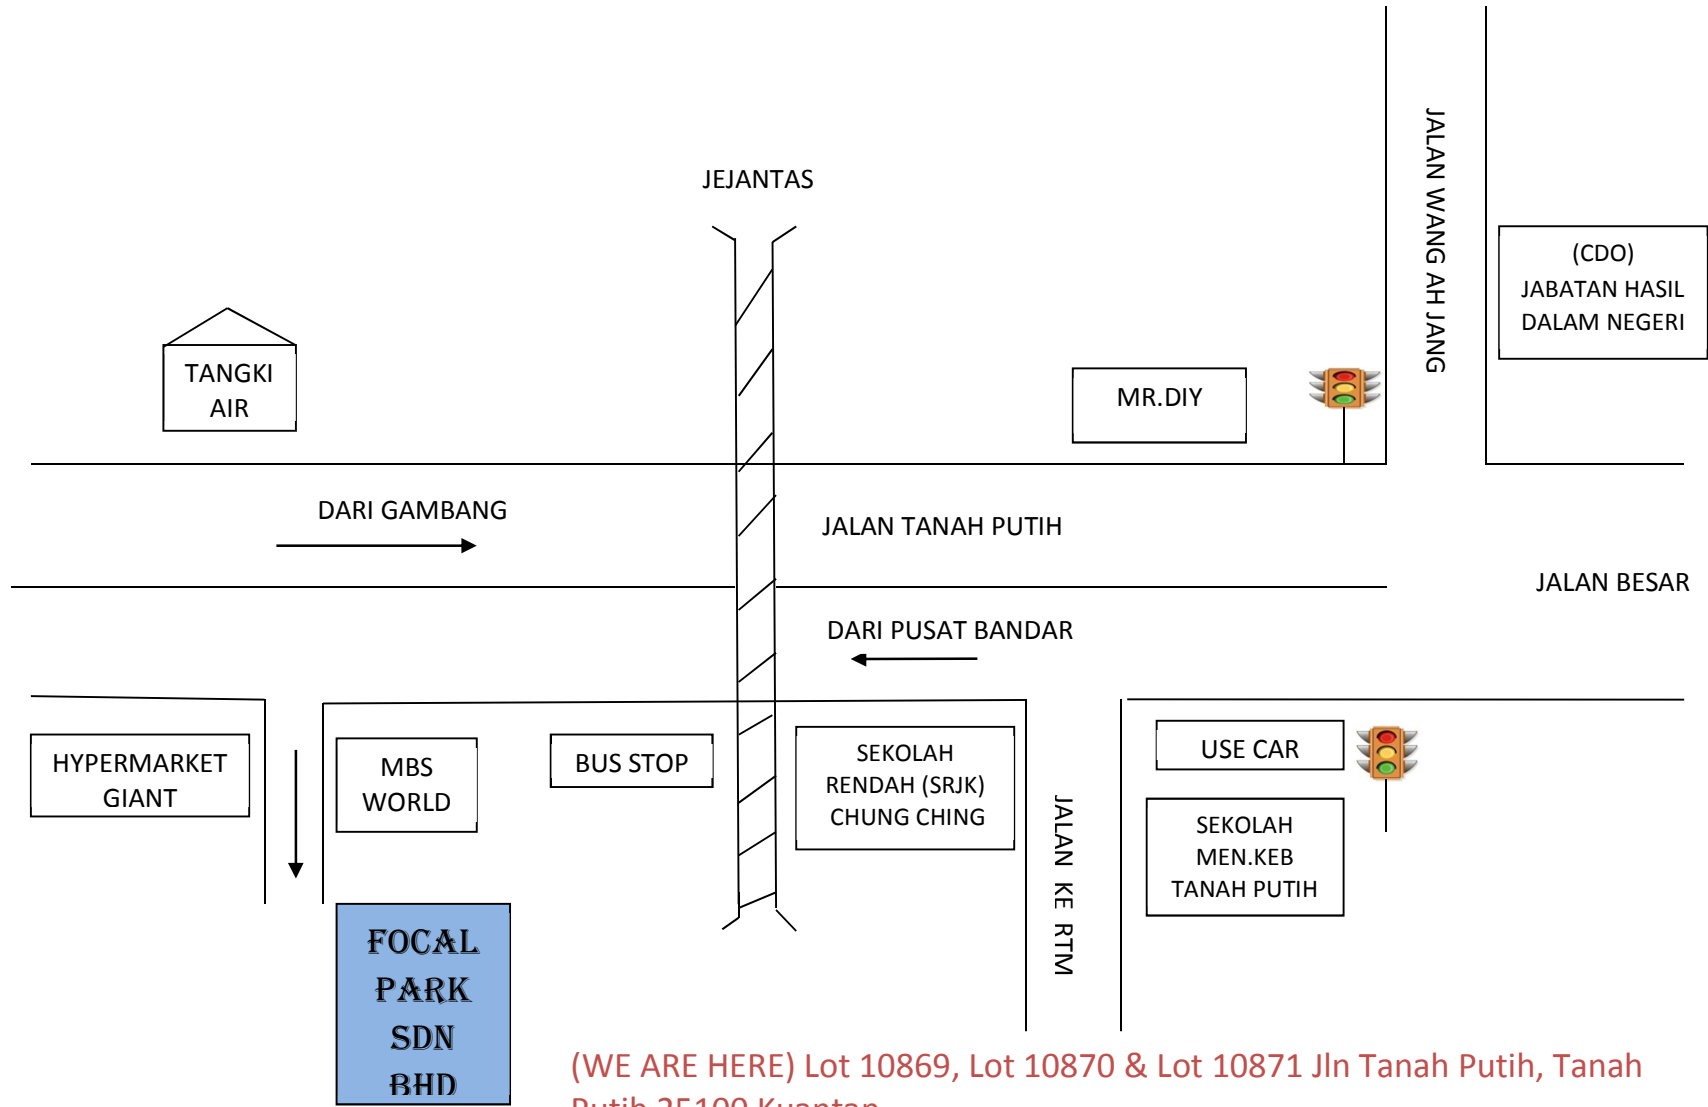 JALAN WANG AH JANG
JEJANTAS
(CDO)
JABATAN HASIL
DALAM NEGERI
TANGKI
AIR
MR.DIY
DARI GAMBANG
JALAN TANAH PUTIH
JALAN BESAR
DARI PUSAT BANDAR
HYPERMARKET
GIANT
MBS
WORLD
BUS STOP
SEKOLAH
RENDAH (SRJK)
CHUNG CHING
JALAN KE RTM
USE CAR
SEKOLAH
MEN.KEB
TANAH PUTIH
FOCAL
PARK
SDN
BHD
(WE ARE HERE) Lot 10869, Lot 10870 & Lot 10871 Jln Tanah Putih, Tanah
Putih 25100 Kuantan